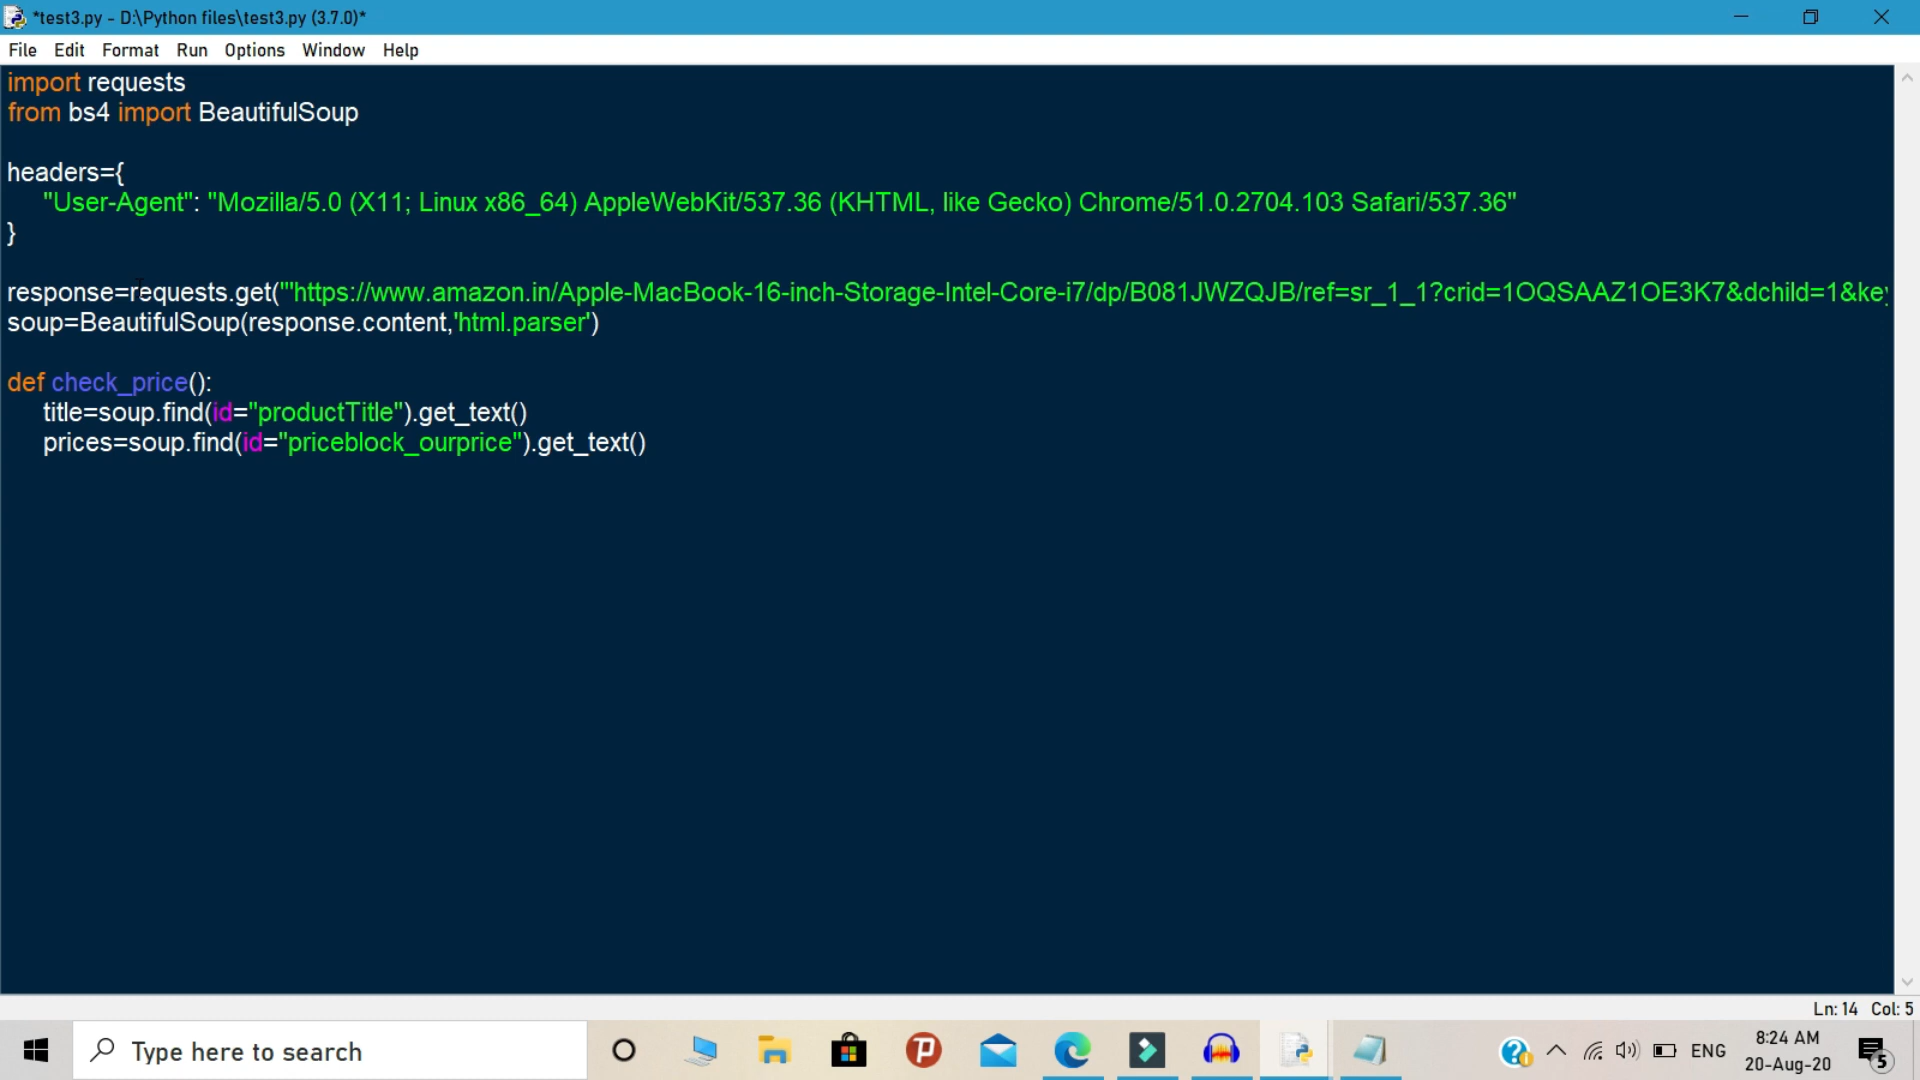 *test3.py - D:\Python files\test3.py (3.7.0)*
File Edit Format Run Options Window Help
import requests
from bs4 import BeautifulSoup
headers={
"User-Agent": "Mozilla/5.0 (X11; Linux x86_64) AppleWebKit/537.36 (KHTML, like Gecko) Chrome/51.0.2704.103 Safari/537.36"
}
response=requests.get('''https://www.amazon.in/Apple-MacBook-16-inch-Storage-Intel-Core-i7/dp/B081JWZQJB/ref=sr_1_1?crid=1OQSAAZ1OE3K7&dchild=1&key
soup=BeautifulSoup(response.content,'html.parser')
def check_price():
title=soup.find(id="productTitle").get_text()
prices=soup.find(id="priceblock_ourprice").get_text()
Ln: 14 Col: 5
Type here to search
ENG
8:24 AM
20-Aug-20
5